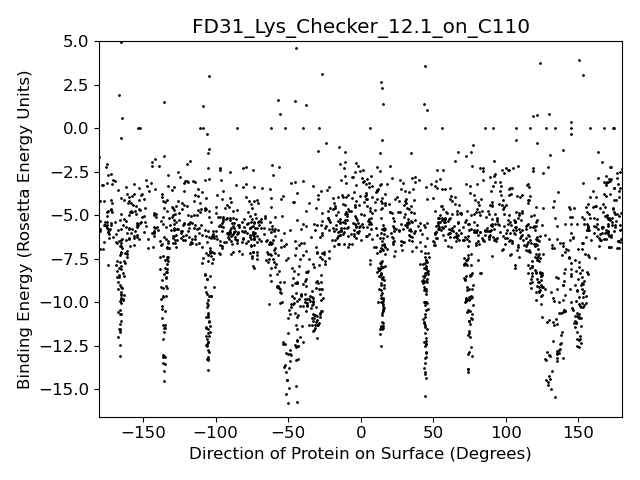 FD31_Lys_Checker_12.1_on_C110
5.0
2.5
0.0
−2.5
−5.0
−7.5
−10.0
−12.5
−15.0
Binding Energy (Rosetta Energy Units)
−150 −100 −50 0 50 100 150
Direction of Protein on Surface (Degrees)